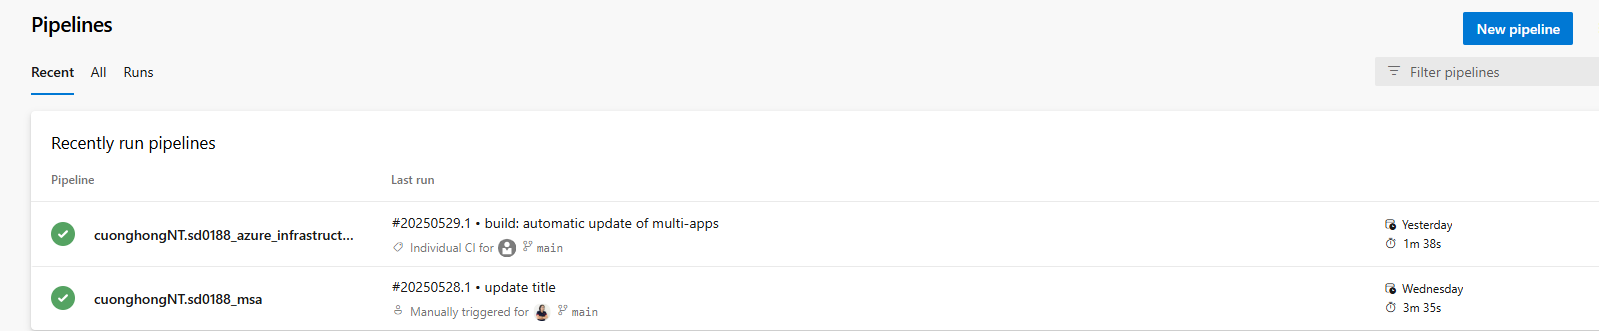 Pipelines
New pipeline
Recent All Runs
Filter pipelines
Recently run pipelines
Pipeline Last run
cuonghongNT.sd0188_azure_infrastruct...
#20250529.1 • build: automatic update of multi-apps
Individual CI for main
Yesterday
1m 38s
cuonghongNT.sd0188_msa
#20250528.1 • update title
Manually triggered for main
Wednesday
3m 35s